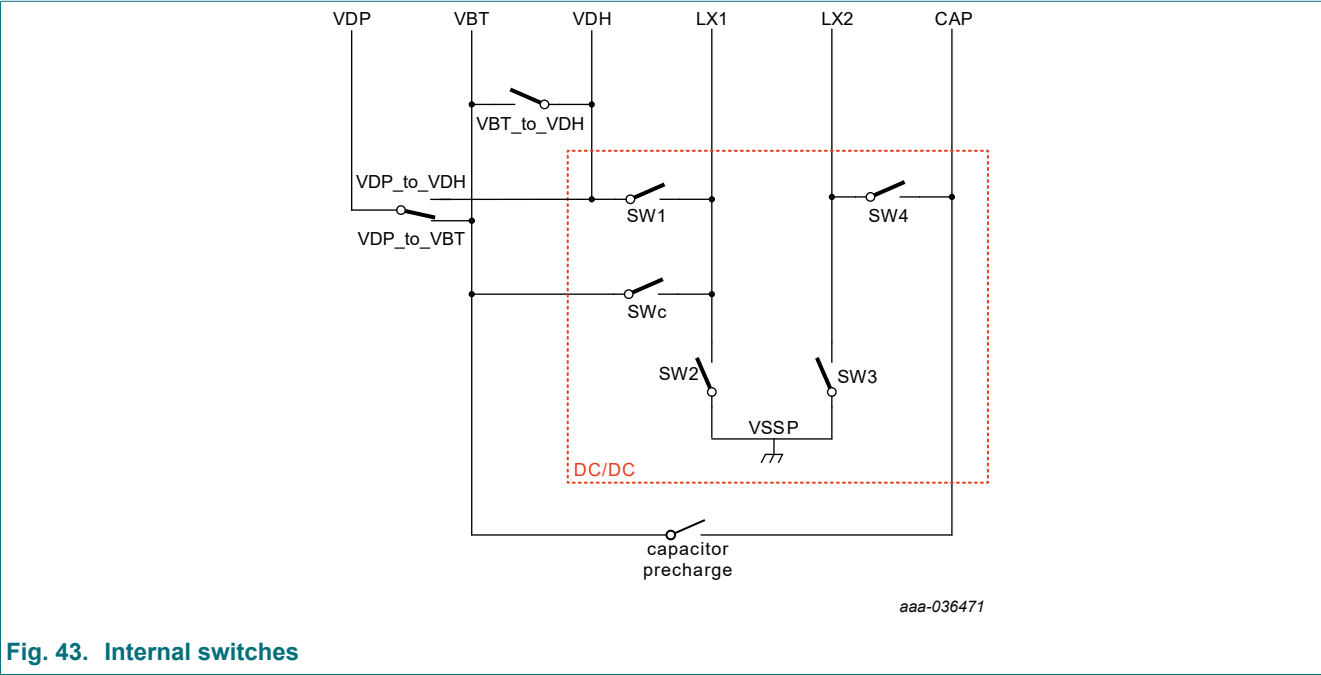 VDP VBT VDH LX1 LX2 CAP
VBT_to_VDH
VDP_to_VDH
SW1 SW4
VDP_to_VBT
SWc
SW2 SW3
VSSP
DC/DC
capacitor
precharge
aaa-036471
Fig. 43. Internal switches